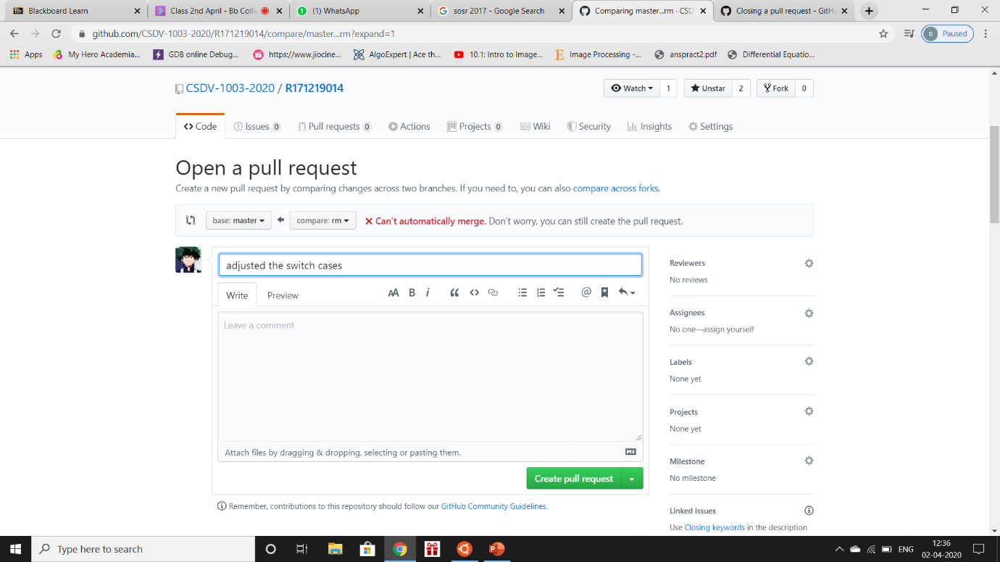 Blackboard Learn
Class 2nd April - Bb Colla
(1) WhatsApp
sosr 2017 - Google Search
Comparing master...rm · CSD
Closing a pull request - GitHu
github.com/CSDV-1003-2020/R171219014/compare/master...rm?expand=1
S Paused
Apps
My Hero Academia...
GDB online Debug...
https://www.jiocine...
AlgoExpert | Ace th...
10.1: Intro to Image...
Image Processing -...
anspract2.pdf
Differential Equatio...
CSDV-1003-2020 / R171219014
Watch 1
Unstar 2
Fork 0
Code
Issues 0
Pull requests 0
Actions
Projects 0
Wiki
Security
Insights
Settings
Open a pull request
Create a new pull request by comparing changes across two branches. If you need to, you can also compare across forks.
base: master
compare: rm
Can't automatically merge. Don't worry, you can still create the pull request.
adjusted the switch cases
Write
Preview
Leave a comment
Attach files by dragging & dropping, selecting or pasting them.
Create pull request
Remember, contributions to this repository should follow our GitHub Community Guidelines.
Reviewers
No reviews
Assignees
No one—assign yourself
Labels
None yet
Projects
None yet
Milestone
No milestone
Linked issues
Use Closing keywords in the description
Type here to search
ENG
12:36
02-04-2020